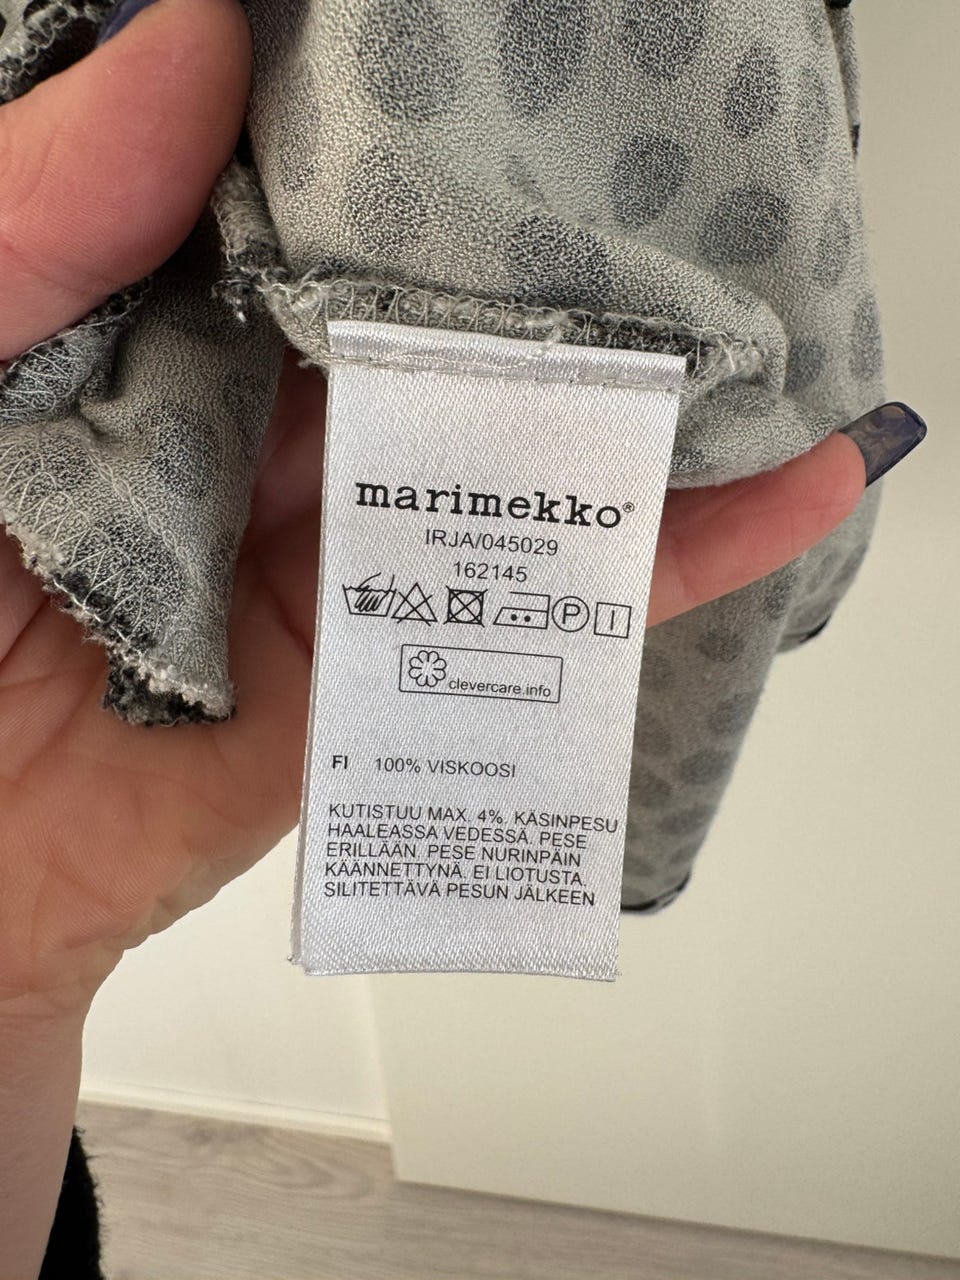 marimekko®
IRJA/045029
162145
P
clevercare.info
FI 100% VISKOOSI
KUTISTUU MAX. 4%. KÄSINPESU
HAALEASSA VEDESSÄ. PESE
ERILLÄÄN. PESE NURINPÄIN
KÄÄNNETTYNÄ. EI LIOTUSTA.
SILITETTÄVÄ PESUN JÄLKEEN